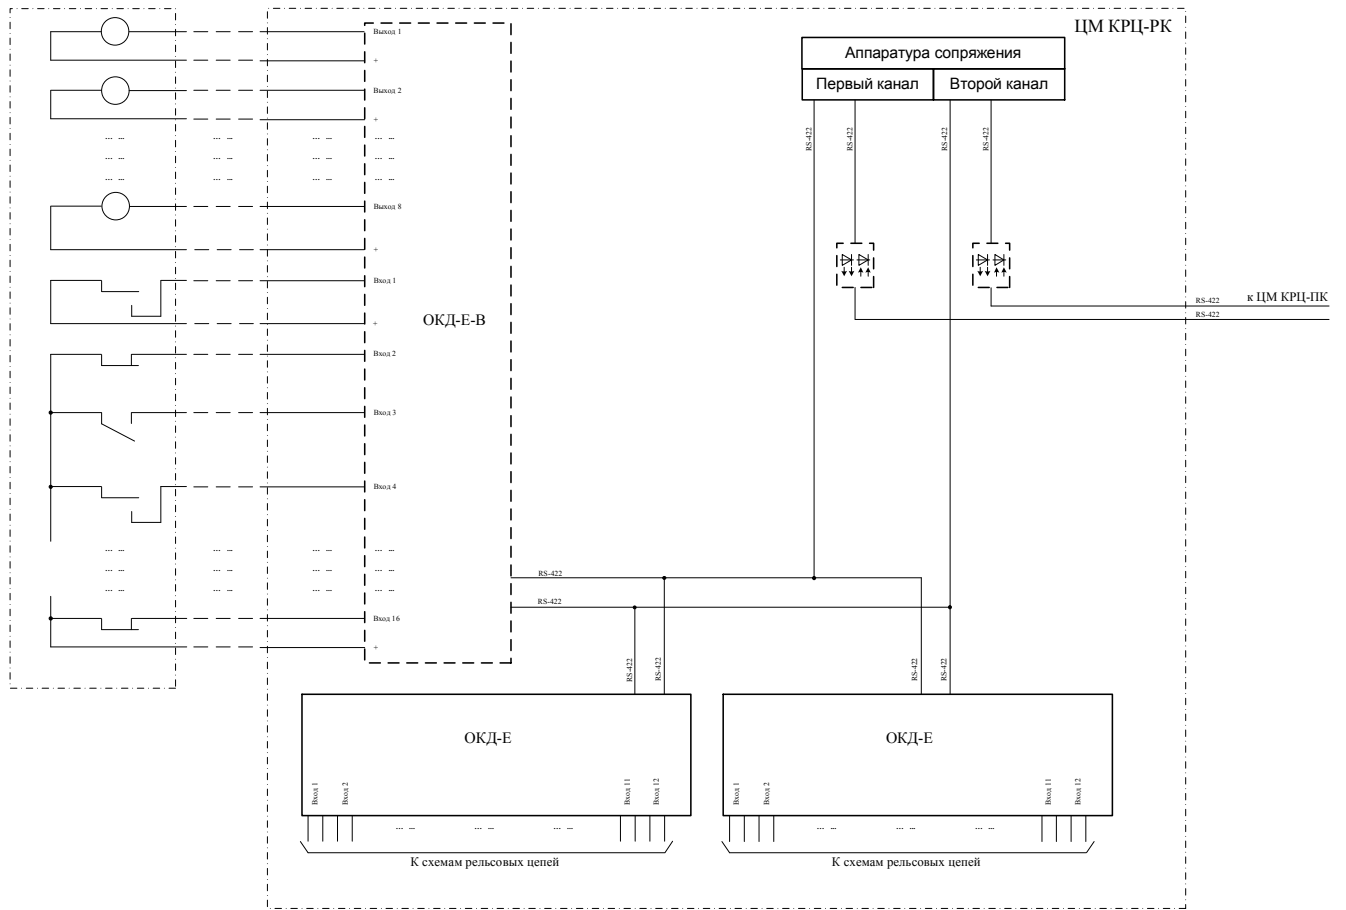 ЦМ КРЦ-РК
Аппаратура сопряжения
Первый канал
Второй канал
RS-422
RS-422
RS-422
RS-422
Выход 1
+
Выход 2
+
... ...
... ...
... ...
... ...
... ...
... ...
... ...
... ...
... ...
... ...
... ...
... ...
Выход 8
+
Вход 1
+
ОКД-Е-В
Вход 2
Вход 3
Вход 4
... ...
... ...
... ...
... ...
... ...
... ...
... ...
... ...
... ...
... ...
... ...
... ...
Вход 16
+
RS-422
к ЦМ КРЦ-ПК
RS-422
RS-422
RS-422
RS-422
RS-422
RS-422
RS-422
ОКД-Е
Вход 1
Вход 2
Вход 11
Вход 12
... ...
... ...
... ...
К схемам рельсовых цепей
ОКД-Е
Вход 1
Вход 2
Вход 11
Вход 12
... ...
... ...
... ...
К схемам рельсовых цепей